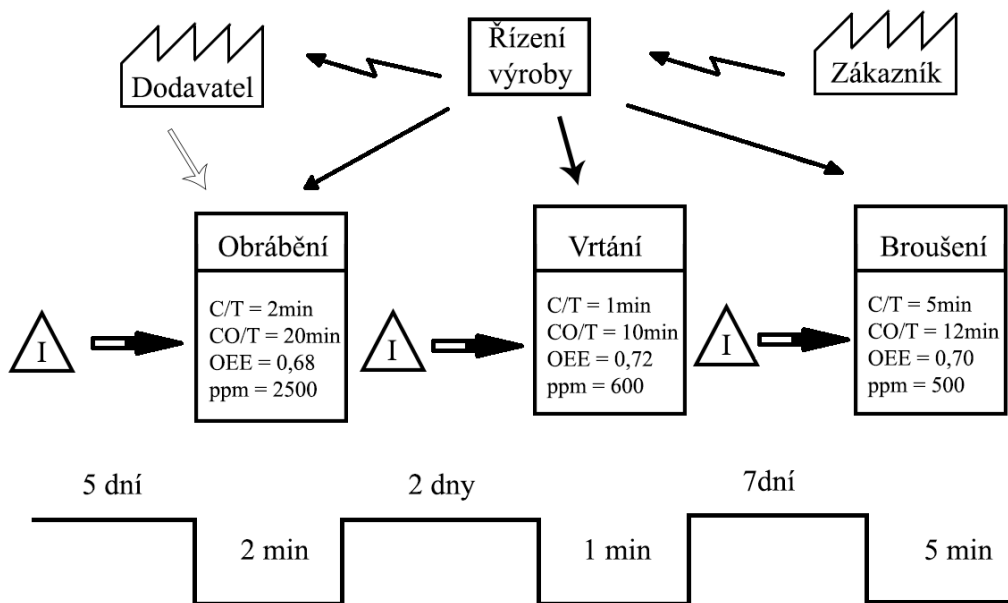 Dodavatel
Řízení
výroby
Zákazník
Obrábění
C/T = 2min
CO/T = 20min
OEE = 0,68
ppm = 2500
Vrtání
C/T = 1min
CO/T = 10min
OEE = 0,72
ppm = 600
Broušení
C/T = 5min
CO/T = 12min
OEE = 0,70
ppm = 500
I
I
I
5 dní
2 dny
7dní
2 min
1 min
5 min